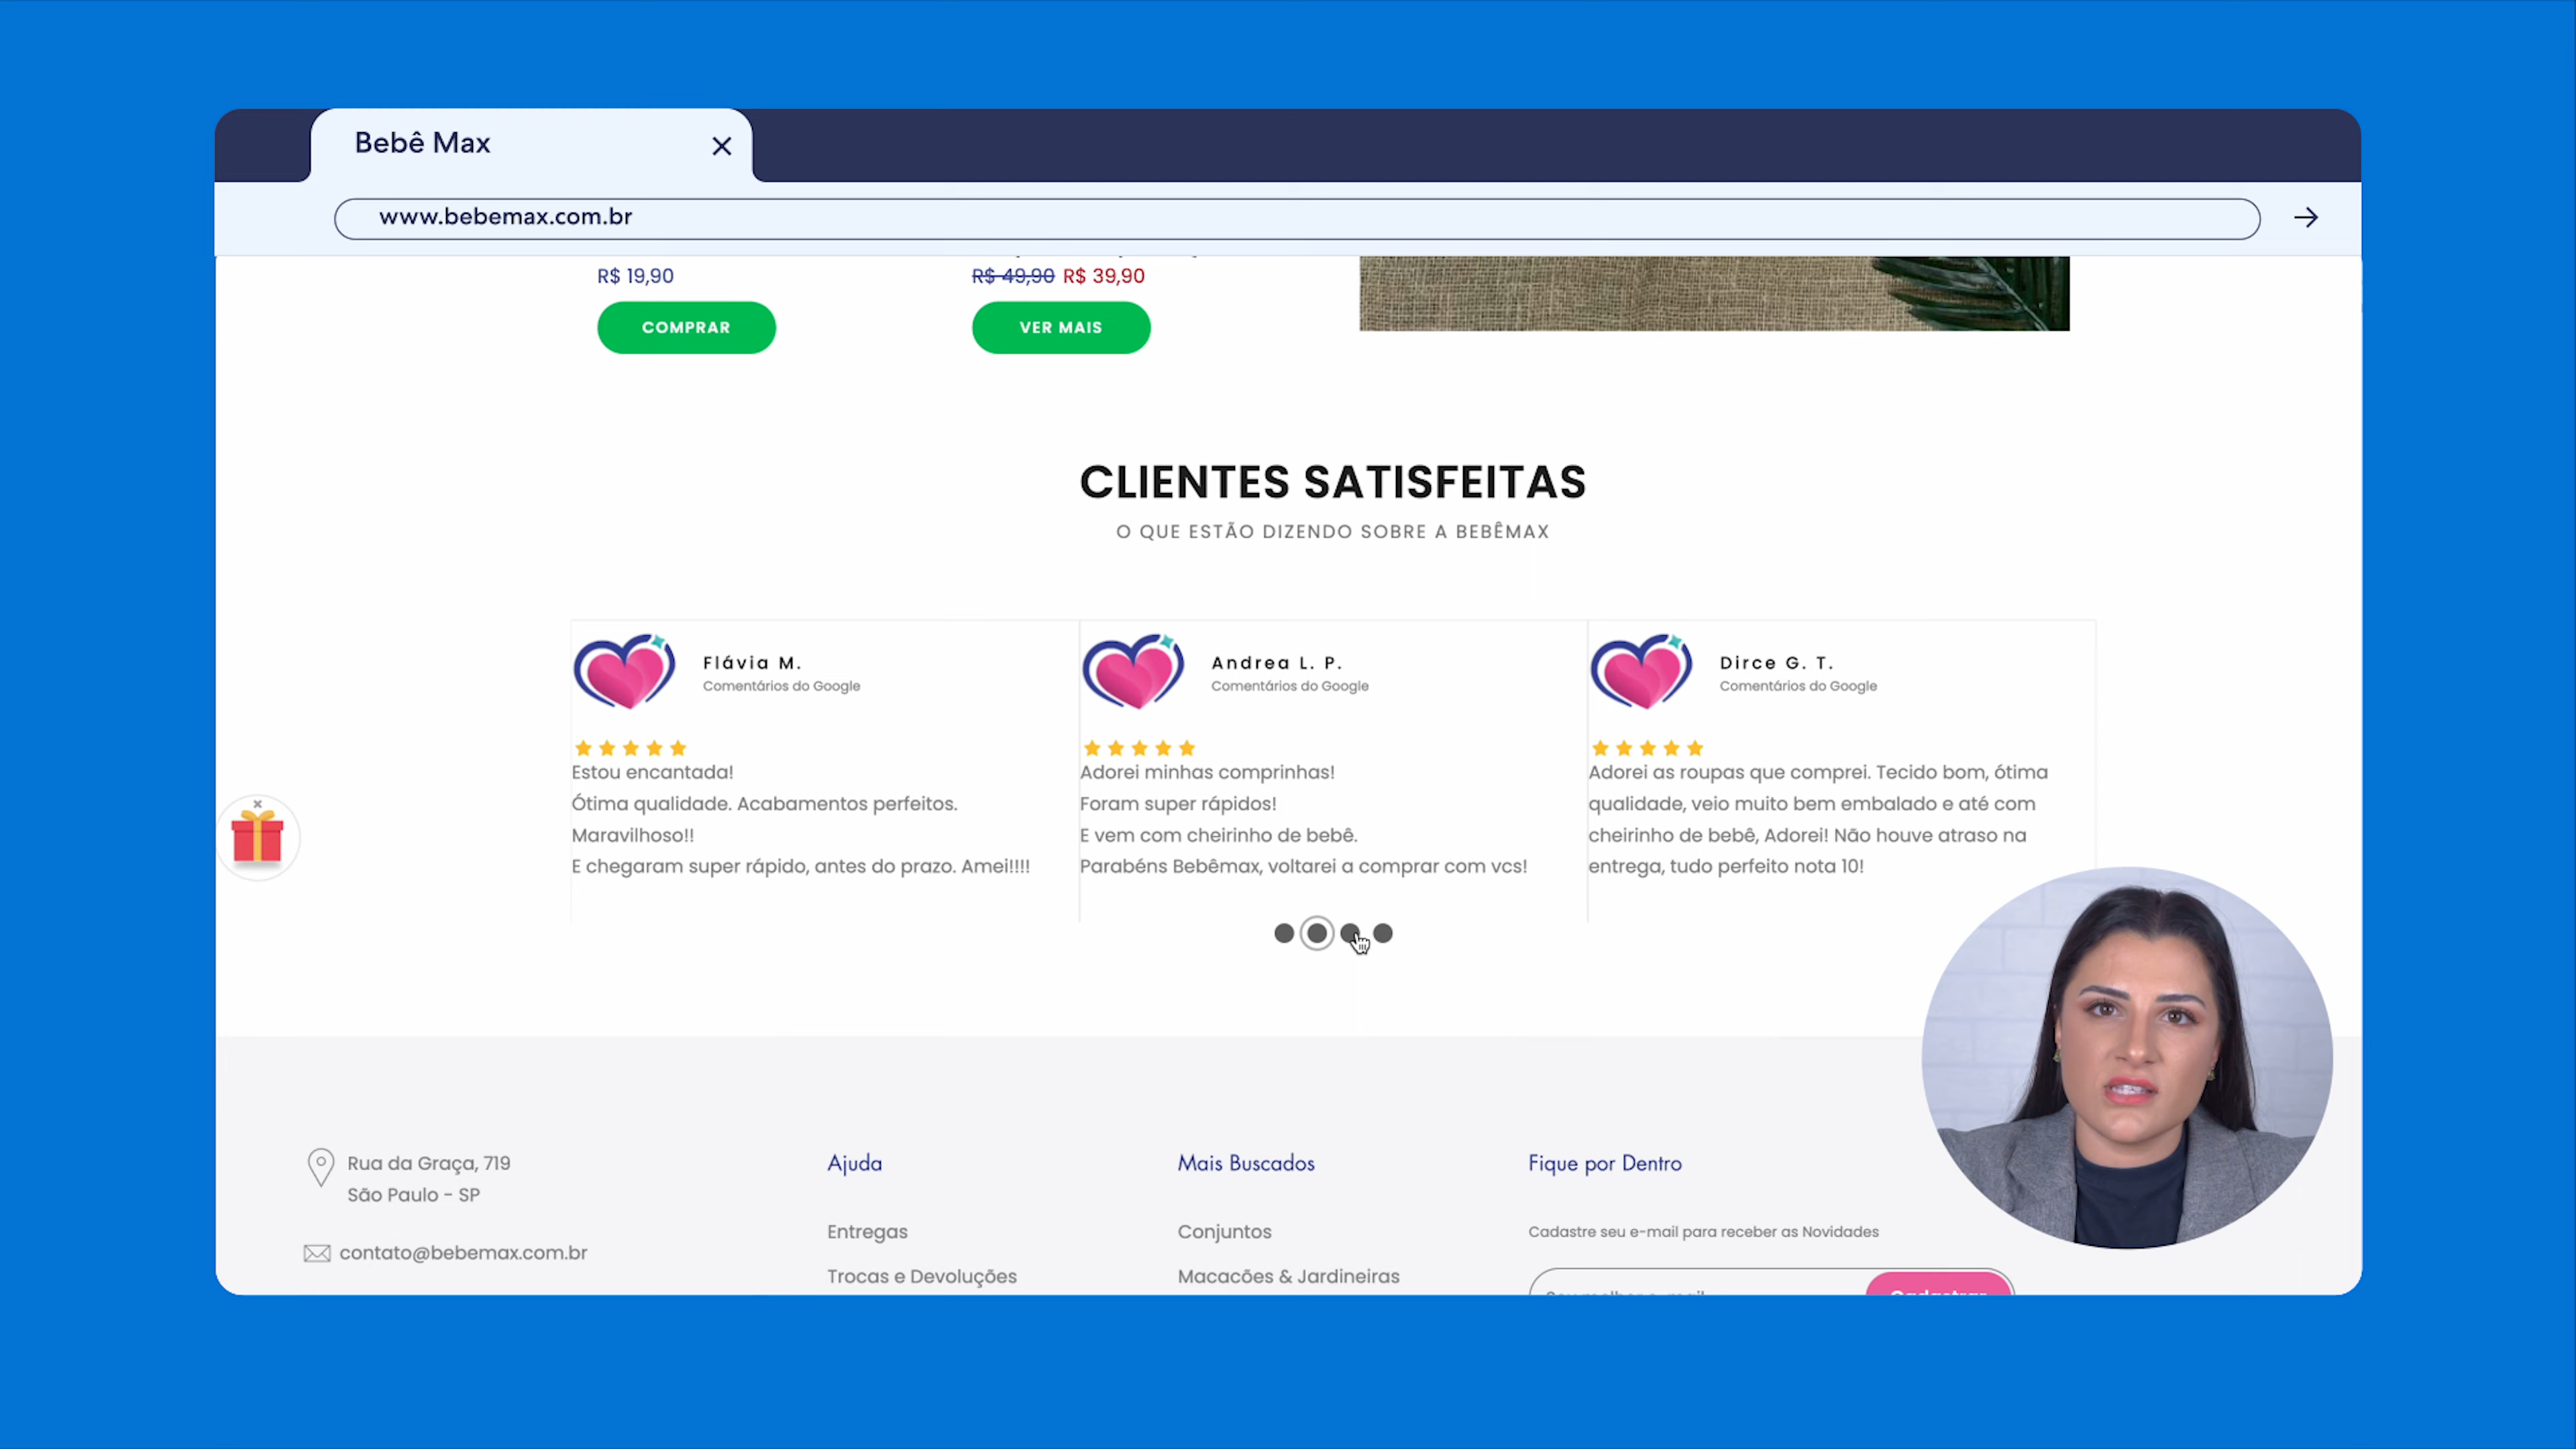 Bebê Max
www.bebemax.com.br
R$ 19,90
R$ 49,90 R$ 39,90
COMPRAR
VER MAIS
CLIENTES SATISFEITAS
O QUE ESTÃO DIZENDO SOBRE A BEBÊMAX
Flávia M.
Comentários do Google
Estou encantada!
Ótima qualidade. Acabamentos perfeitos.
Maravilhoso!!
E chegaram super rápido, antes do prazo. Amei!!!!
Andrea L. P.
Comentários do Google
Adorei minhas comprinhas!
Foram super rápidos!
E vem com cheirinho de bebê.
Parabéns Bebêmax, voltarei a comprar com vcs!
Dirce G. T.
Comentários do Google
Adorei as roupas que comprei. Tecido bom, ótima
qualidade, veio muito bem embalado e até com
cheirinho de bebê, Adorei! Não houve atraso na
entrega, tudo perfeito nota 10!
Rua da Graça, 719
São Paulo - SP
contato@bebemax.com.br
Ajuda
Entregas
Trocas e Devoluções
Mais Buscados
Conjuntos
Macacões & Jardineiras
Fique por Dentro
Cadastre seu e-mail para receber as Novidades